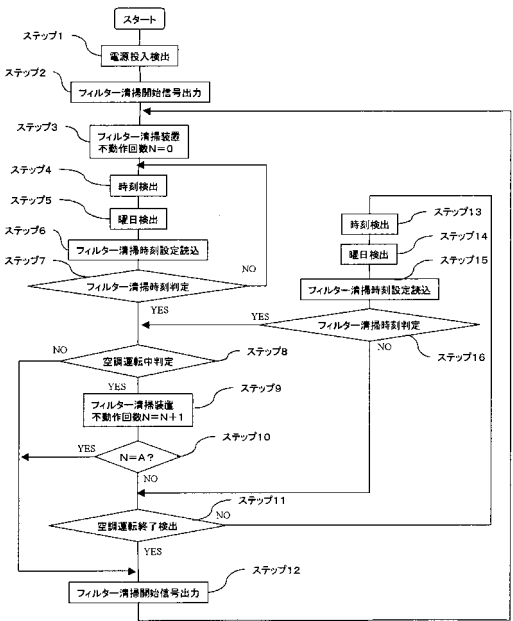 スタート
ステップ1
電源投入検出
ステップ2
フィルター清掃開始信号出力
ステップ3
フィルター清掃装置
不動作回数N=0
ステップ4
時刻検出
ステップ5
曜日検出
ステップ6
フィルター清掃時刻設定読込
ステップ7
フィルター清掃時刻判定
NO
YES
ステップ13
時刻検出
ステップ14
曜日検出
ステップ15
フィルター清掃時刻設定読込
YES
フィルター清掃時刻判定
ステップ16
NO
NO
空調運転中判定
ステップ8
YES
ステップ9
フィルター清掃装置
不動作回数N=N+1
ステップ10
YES
N=A?
NO
ステップ11
NO
空調運転終了検出
YES
ステップ12
フィルター清掃開始信号出力